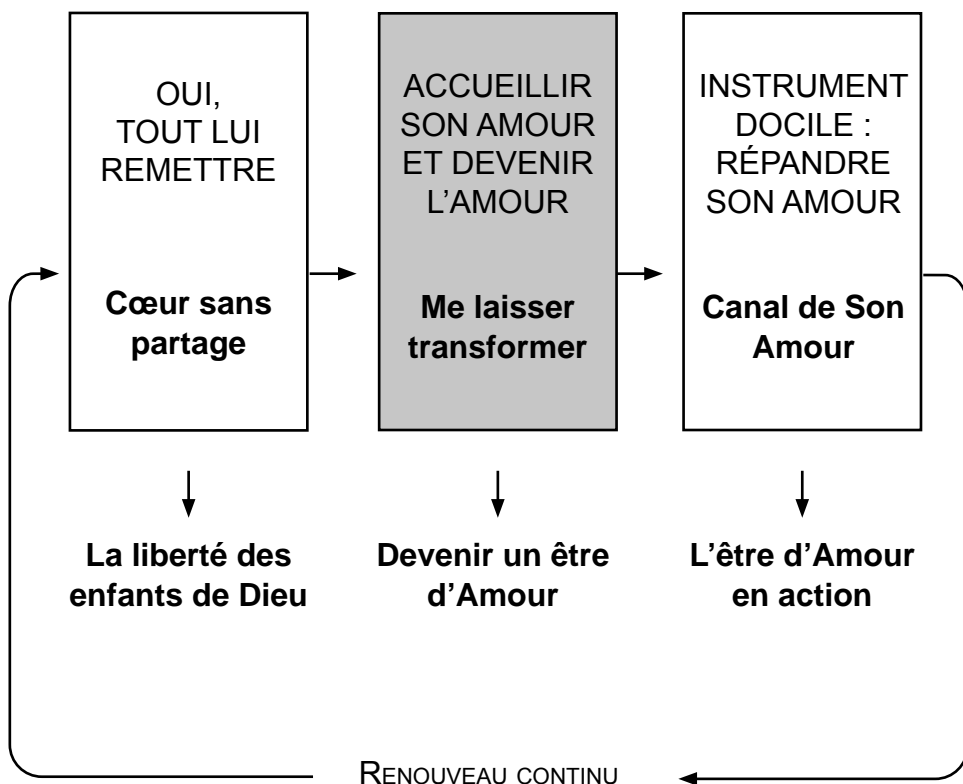 OUI,
TOUT LUI
REMETTRE
Cœur sans
partage
ACCUEILLIR
SON AMOUR
ET DEVENIR
L’AMOUR
Me laisser
transformer
INSTRUMENT
DOCILE :
RÉPANDRE
SON AMOUR
Canal de Son
Amour
La liberté des
enfants de Dieu
Devenir un être
d’Amour
L’être d’Amour
en action
RENOUVEAU CONTINU